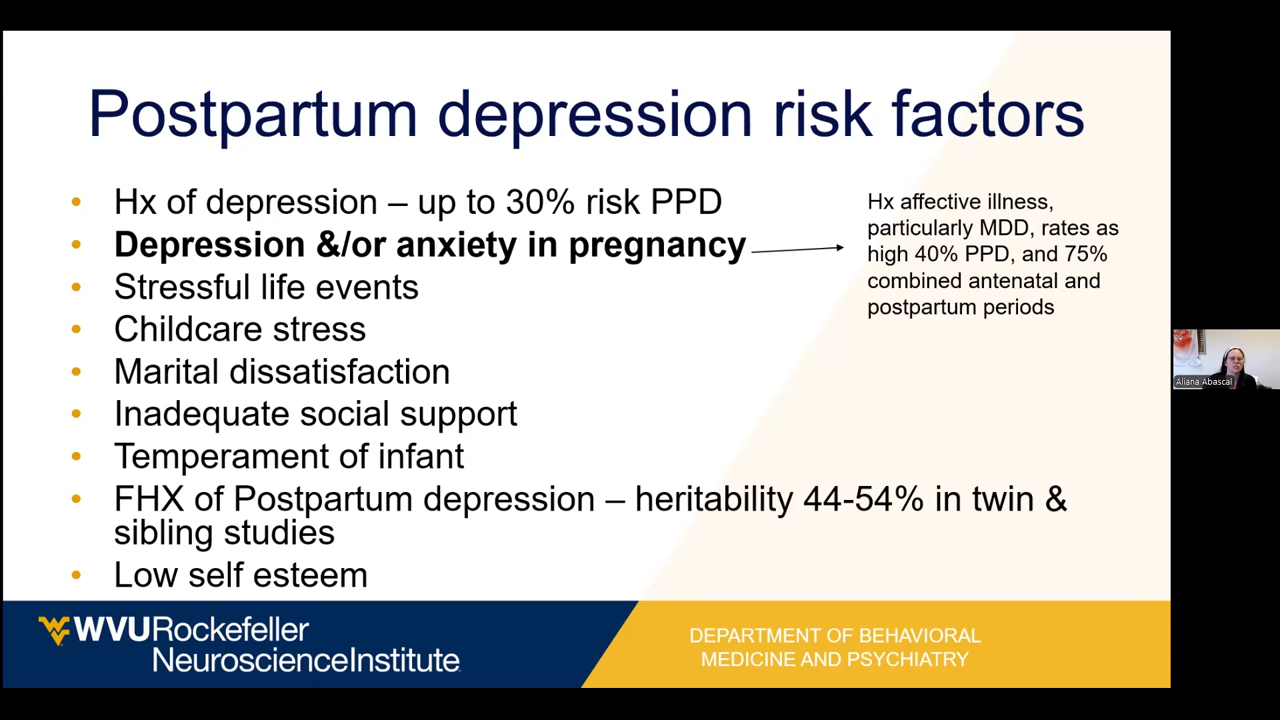 Postpartum depression risk factors
• Hx of depression – up to 30% risk PPD
• Depression &/or anxiety in pregnancy
• Stressful life events
• Childcare stress
• Marital dissatisfaction
• Inadequate social support
• Temperament of infant
• FHX of Postpartum depression – heritability 44-54% in twin &
sibling studies
• Low self esteem
Hx affective illness,
particularly MDD, rates as
high 40% PPD, and 75%
combined antenatal and
postpartum periods
Aliana Abascal
WVU Rockefeller
NeuroscienceInstitute
DEPARTMENT OF BEHAVIORAL
MEDICINE AND PSYCHIATRY